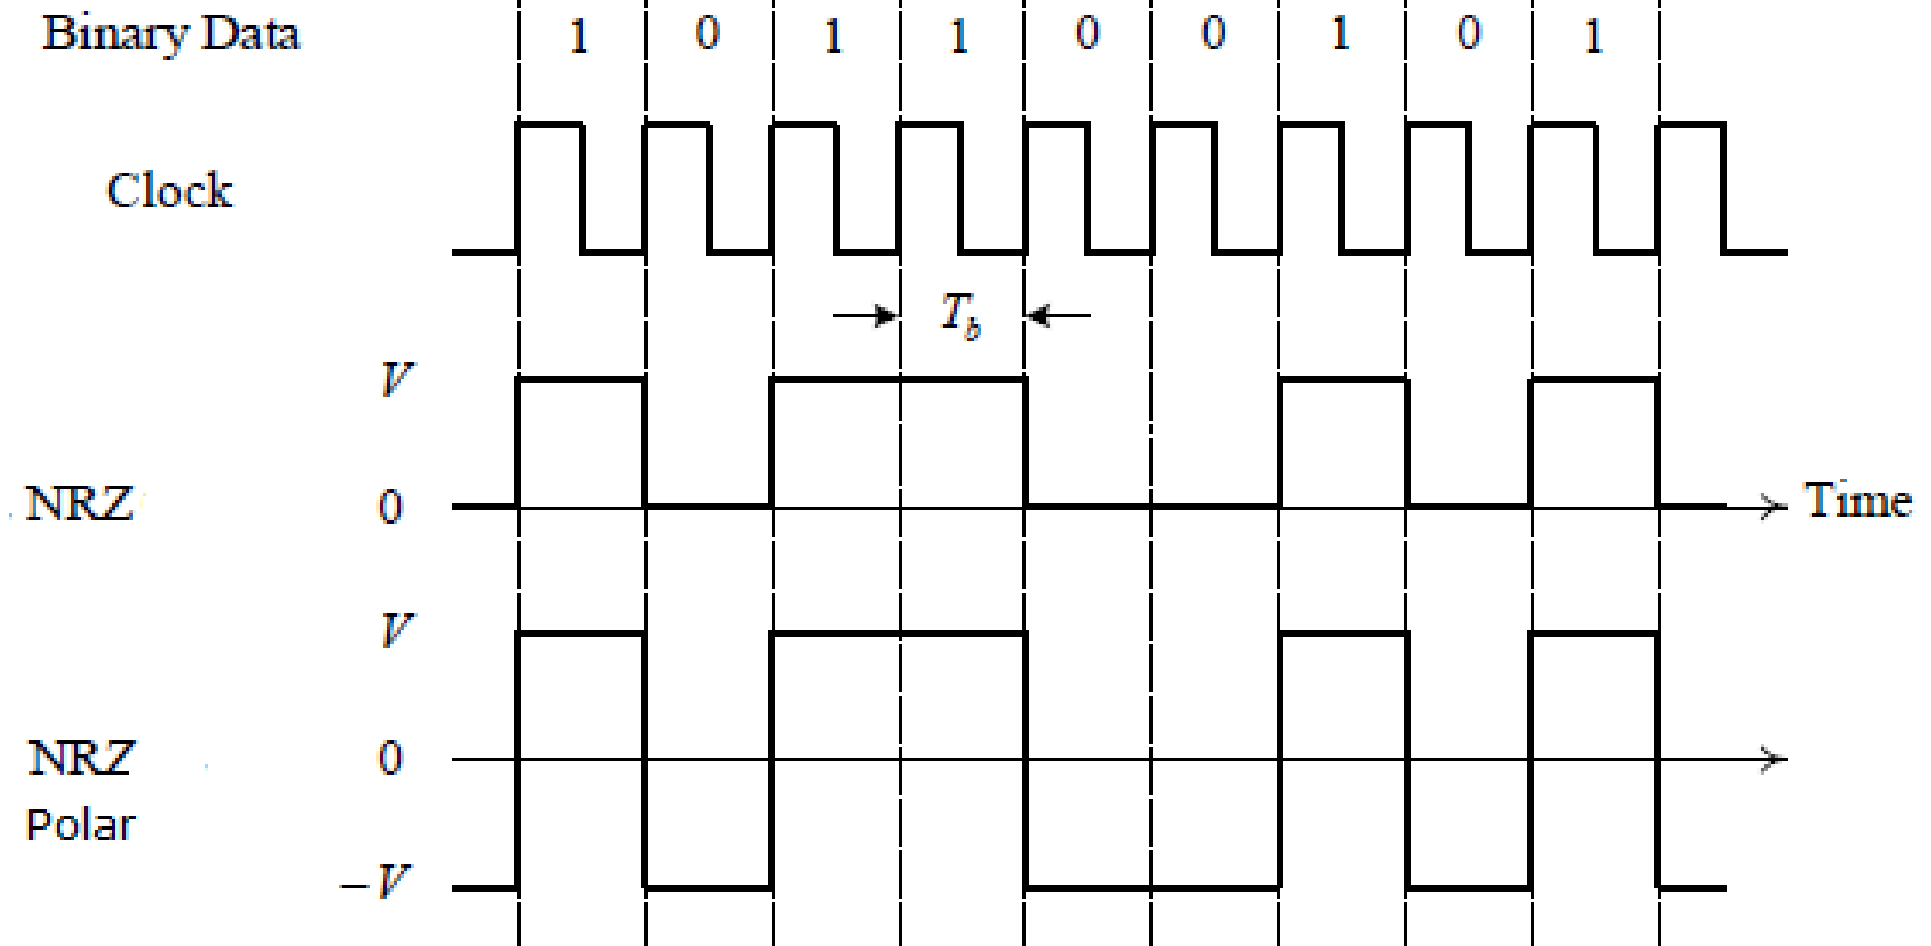 Binary Data 1 0 1 1 0 0 1 0 1
Clock
T_b
V
NRZ 0 Time
V
NRZ 0
Polar
−V